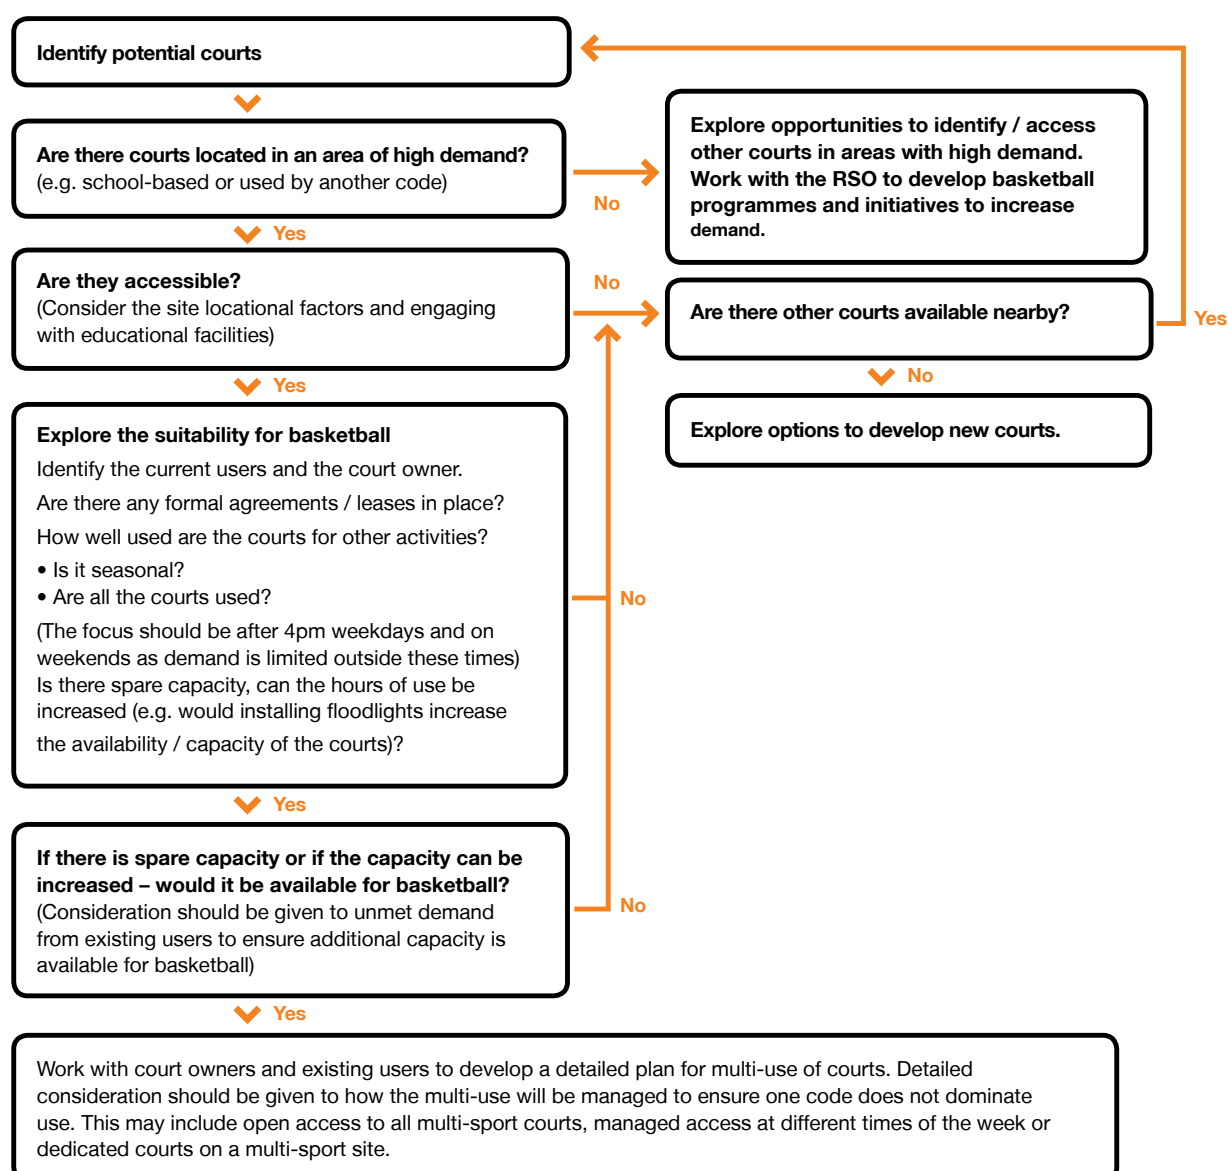 Identify potential courts
Are there courts located in an area of high demand?
(e.g. school-based or used by another code)
No
Explore opportunities to identify / access
other courts in areas with high demand.
Work with the RSO to develop basketball
programmes and initiatives to increase
demand.
Yes
Are they accessible?
(Consider the site locational factors and engaging
with educational facilities)
No
Are there other courts available nearby?
Yes
No
Explore options to develop new courts.
Yes
Explore the suitability for basketball
Identify the current users and the court owner.
Are there any formal agreements / leases in place?
How well used are the courts for other activities?
• Is it seasonal?
• Are all the courts used?
(The focus should be after 4pm weekdays and on
weekends as demand is limited outside these times)
Is there spare capacity, can the hours of use be
increased (e.g. would installing floodlights increase
the availability / capacity of the courts)?
No
Yes
If there is spare capacity or if the capacity can be
increased – would it be available for basketball?
(Consideration should be given to unmet demand
from existing users to ensure additional capacity is
available for basketball)
No
Yes
Work with court owners and existing users to develop a detailed plan for multi-use of courts. Detailed
consideration should be given to how the multi-use will be managed to ensure one code does not dominate
use. This may include open access to all multi-sport courts, managed access at different times of the week or
dedicated courts on a multi-sport site.